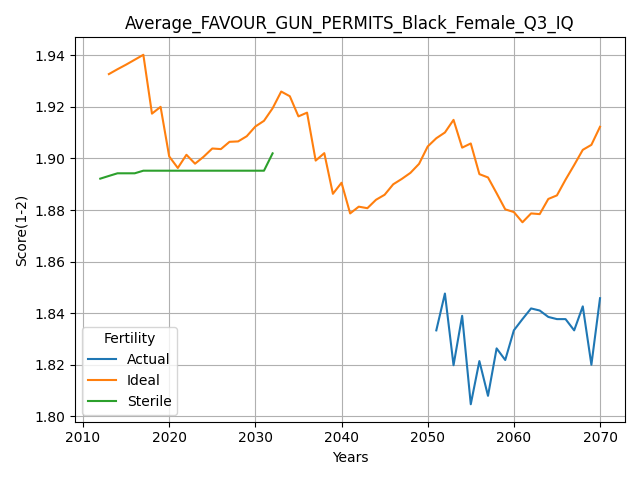 Average_FAVOUR_GUN_PERMITS_Black_Female_Q3_IQ
Score(1-2)
1.94
1.92
1.90
1.88
1.86
1.84
1.82
1.80
Fertility
Actual
Ideal
Sterile
2010 2020 2030 2040 2050 2060 2070
Years